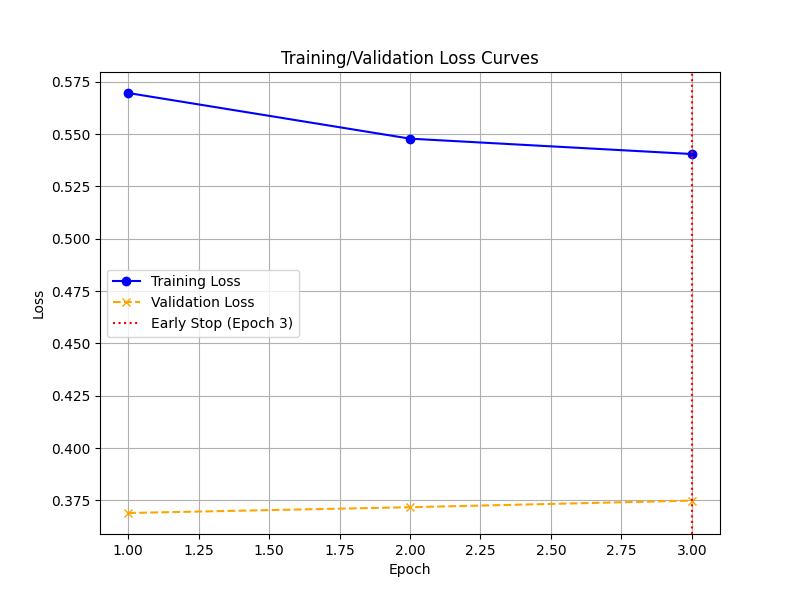 Training/Validation Loss Curves
0.575
0.550
0.525
0.500
0.475
0.450
0.425
0.400
0.375
Loss
Training Loss
Validation Loss
Early Stop (Epoch 3)
1.00 1.25 1.50 1.75 2.00 2.25 2.50 2.75 3.00
Epoch